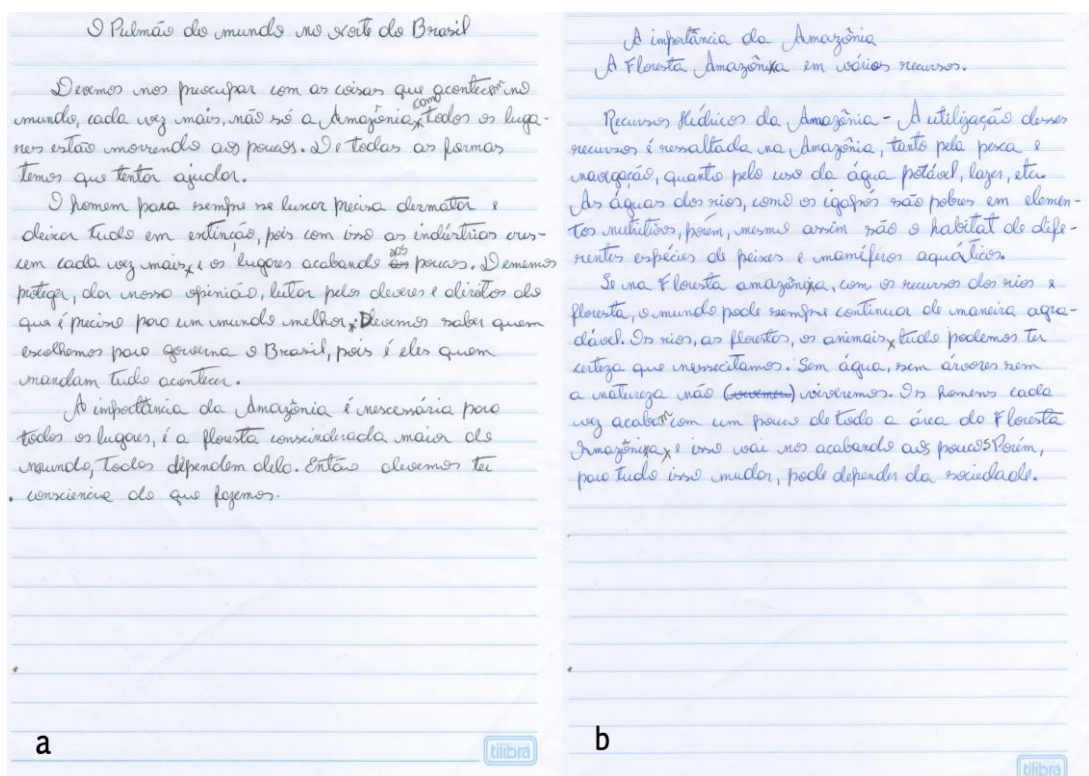 O Pulmão do mundo no Norte do Brasil
Devemos nos preocupar com as coisas que acontecem no
mundo, cada vez mais, não só a Amazônia, como todos os luga-
res estão morrendo aos poucos. De todas as formas
temos que tentar ajudar.
O homem para sempre se luxar precisa dermatar e
deixar tudo em extinção, pois com isso as indústrias cres-
cem cada vez mais, e os lugares acabando aos poucos. Devemos
proteger, dar nossa opinião, lutar pelos deveres e direitos do
que é preciso para um mundo melhor. Devemos saber quem
escolhemos para governa o Brasil, pois é eles quem
mandam tudo acontecer.
A importância da Amazônia é nescessária para
todos os lugares, é a floresta conscinderada maior do
mundo, Todos dependem dela. Então devemos ter
consciencia do que fazemos.
a
tilibra
A importância da Amazônia
A Floresta Amazônica em vários recursos.
Recursos Hídricos da Amazônia - A utilização desses
recursos é ressaltada na Amazônia, tanto pela pesca e
navegação, quanto pelo uso da água potável, lazer, etc.
As águas dos rios, como os igapós são pobres em elemen-
tos nutritivos, porém, mesmo assim são o habitat de dife-
rentes espécies de peixes e mamíferos aquáticos.
Se na Floresta amazônica, com os recursos dos rios e
floresta, o mundo pode sempre continuar de maneira agra-
dável. Os rios, as florestas, os animais, tudo podemos ter
certeza que nessecitamos. Sem água, sem árvores sem
a natureza não viveremos. Os homens cada
vez acabam com um pouco de toda a área da Floresta
Amazônica, e isso vai nos acabando aos poucos Porém,
para tudo isso mudar, pode depender da sociedade.
b
tilibra